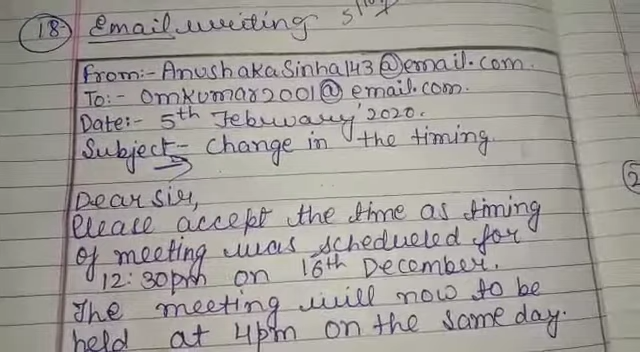 18- Email writing
From:- AnushakaSinha143@email.com.
To:- Omkumar2001@email.com.
Date:- 5th February'2020.
Subject- Change in the timing
Dear Sir,
Please accept the time as timing
of meeting was scheduled for
12:30pm on 16th December.
The meeting will now to be
held at 4pm on the same day.